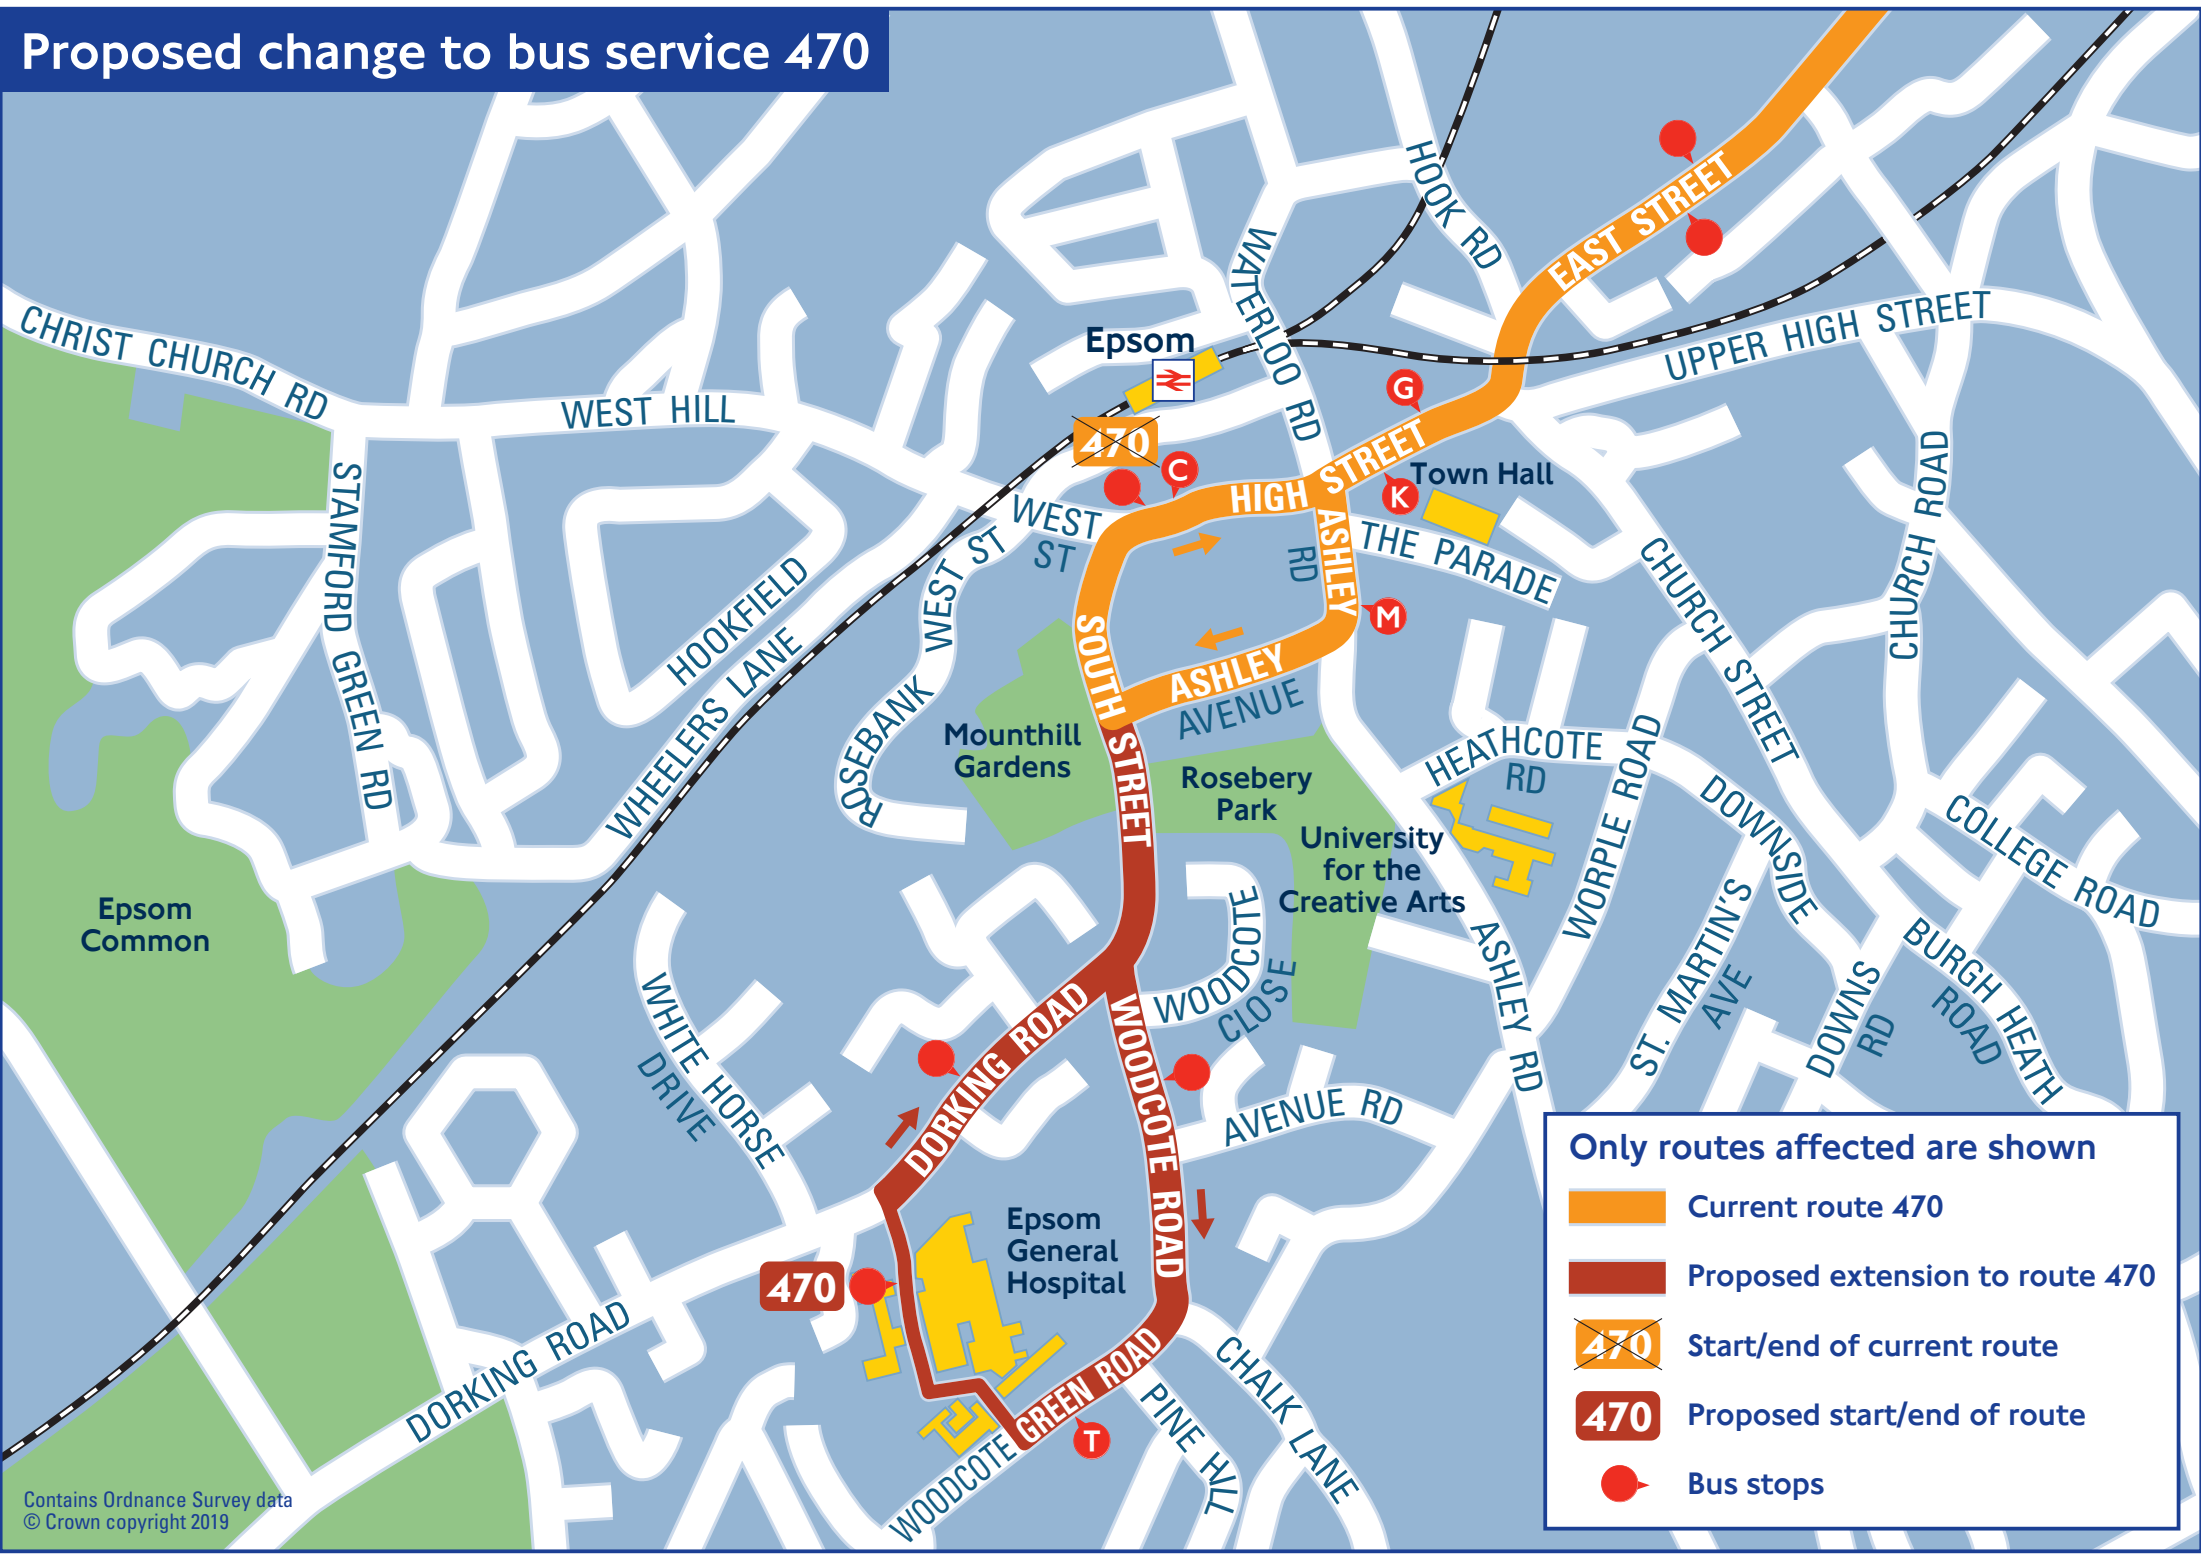 Proposed change to bus service 470
CHRIST CHURCH RD
WEST HILL
STAMFORD GREEN RD
HOOKFIELD
WHEELERS LANE
WEST ST
ROSEBANK
WEST
ST
Epsom
470
C
WATERLOO RD
HOOK RD
EAST STREET
UPPER HIGH STREET
G
HIGH STREET
K
Town Hall
ASHLEY
RD
THE PARADE
M
SOUTH STREET
ASHLEY
AVENUE
Mounthill
Gardens
Rosebery
Park
University
for the
Creative Arts
HEATHCOTE
RD
WORPLE ROAD
CHURCH STREET
CHURCH ROAD
COLLEGE ROAD
DOWNSIDE
ST. MARTIN'S
AVE
DOWNS
RD
BURGH HEATH
ROAD
ASHLEY RD
Epsom
Common
WHITE HORSE
DRIVE
DORKING ROAD
WOODCOTE
CLOSE
WOODCOTE ROAD
AVENUE RD
Epsom
General
Hospital
470
DORKING ROAD
WOODCOTE GREEN ROAD
T
PINE HILL
CHALK LANE
Only routes affected are shown
Current route 470
Proposed extension to route 470
470 Start/end of current route
470 Proposed start/end of route
Bus stops
Contains Ordnance Survey data
© Crown copyright 2019